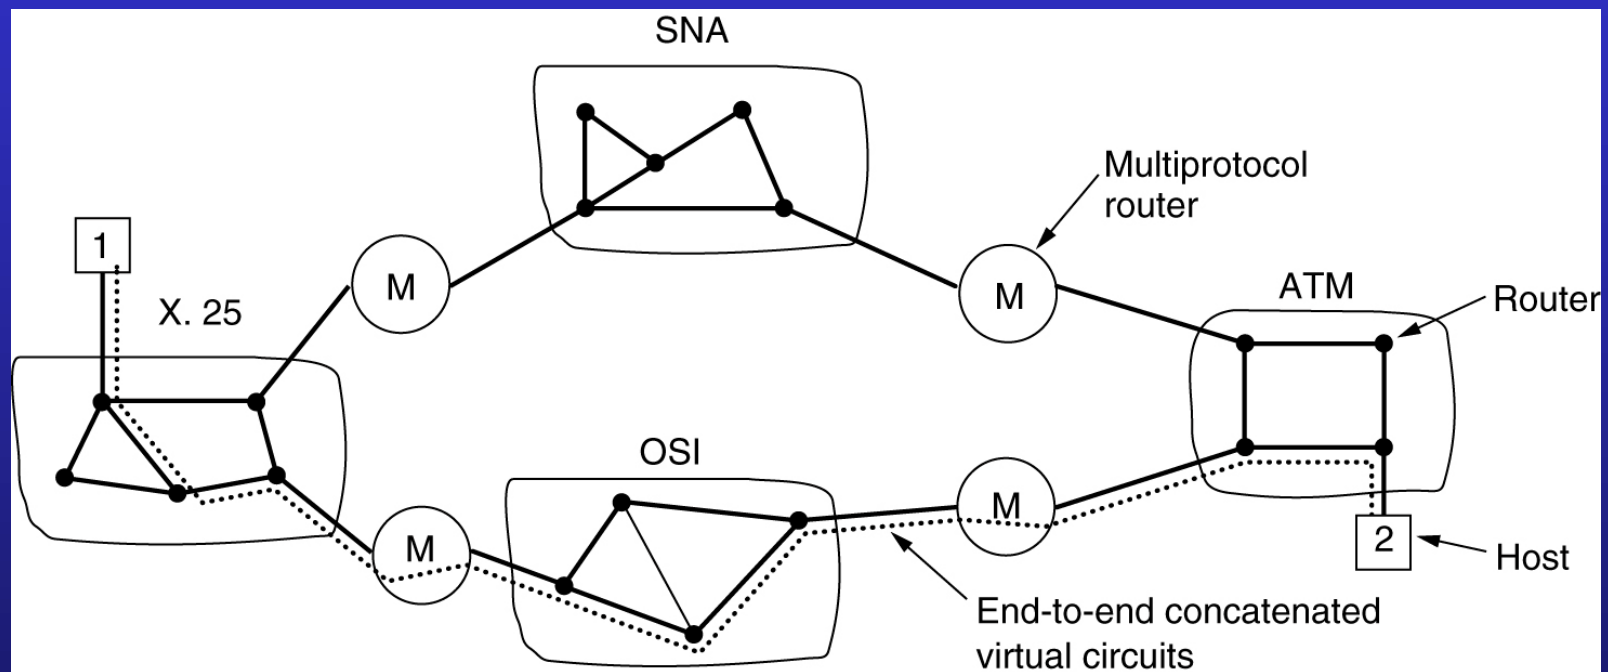 SNA
Multiprotocol
router
1
X. 25
M
M
ATM
Router
OSI
M
M
2
Host
End-to-end concatenated
virtual circuits